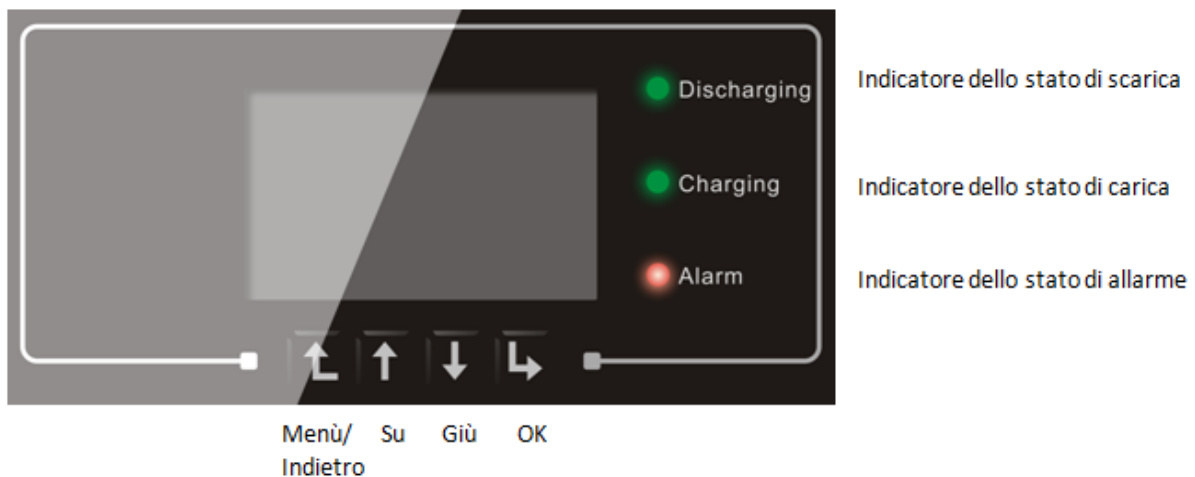 Discharging
Indicatore dello stato di scarica
Charging
Indicatore dello stato di carica
Alarm
Indicatore dello stato di allarme
Menù/ Su Giù OK
Indietro